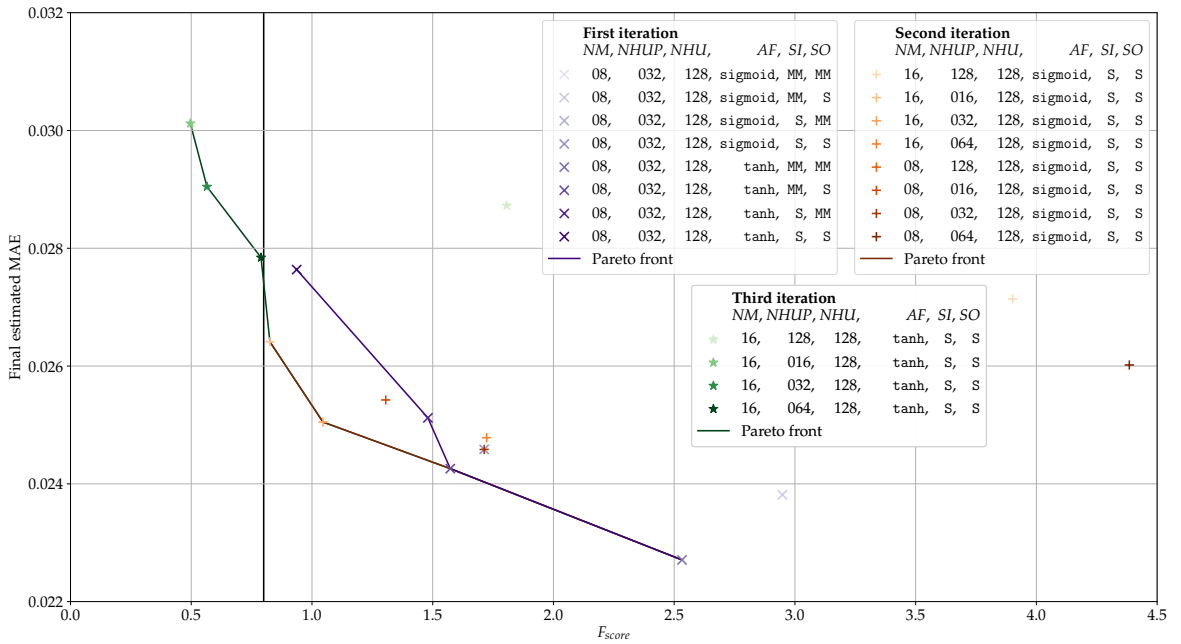 0.032
0.030
0.028
0.026
0.024
0.022
Final estimated MAE
First iteration
NM, NHUP, NHU, AF, SI, SO
08, 032, 128, sigmoid, MM, MM
08, 032, 128, sigmoid, MM, S
08, 032, 128, sigmoid, S, MM
08, 032, 128, sigmoid, S, S
08, 032, 128, tanh, MM, MM
08, 032, 128, tanh, MM, S
08, 032, 128, tanh, S, MM
08, 032, 128, tanh, S, S
Pareto front
Second iteration
NM, NHUP, NHU, AF, SI, SO
16, 128, 128, sigmoid, S, S
16, 016, 128, sigmoid, S, S
16, 032, 128, sigmoid, S, S
16, 064, 128, sigmoid, S, S
08, 128, 128, sigmoid, S, S
08, 016, 128, sigmoid, S, S
08, 032, 128, sigmoid, S, S
08, 064, 128, sigmoid, S, S
Pareto front
Third iteration
NM, NHUP, NHU, AF, SI, SO
16, 128, 128, tanh, S, S
16, 016, 128, tanh, S, S
16, 032, 128, tanh, S, S
16, 064, 128, tanh, S, S
Pareto front
0.0 0.5 1.0 1.5 2.0 2.5 3.0 3.5 4.0 4.5
Fscore